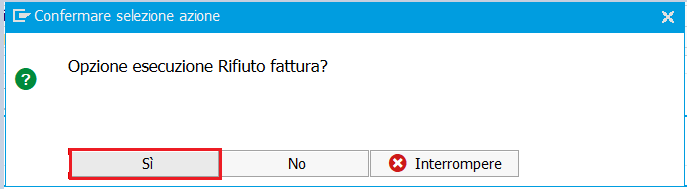 Confermare selezione azione
Opzione esecuzione Rifiuto fattura?
Sì No Interrompere